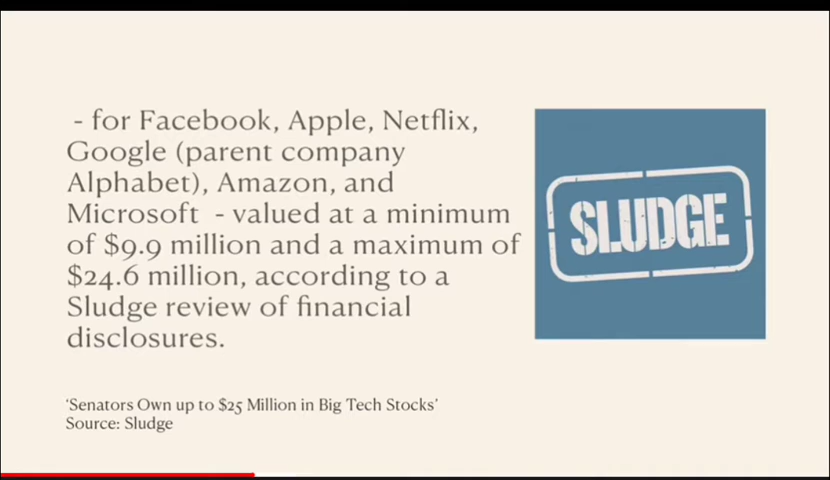 - for Facebook, Apple, Netflix,
Google (parent company
Alphabet), Amazon, and
Microsoft - valued at a minimum
of $9.9 million and a maximum of
$24.6 million, according to a
Sludge review of financial
disclosures.
SLUDGE
'Senators Own up to $25 Million in Big Tech Stocks'
Source: Sludge